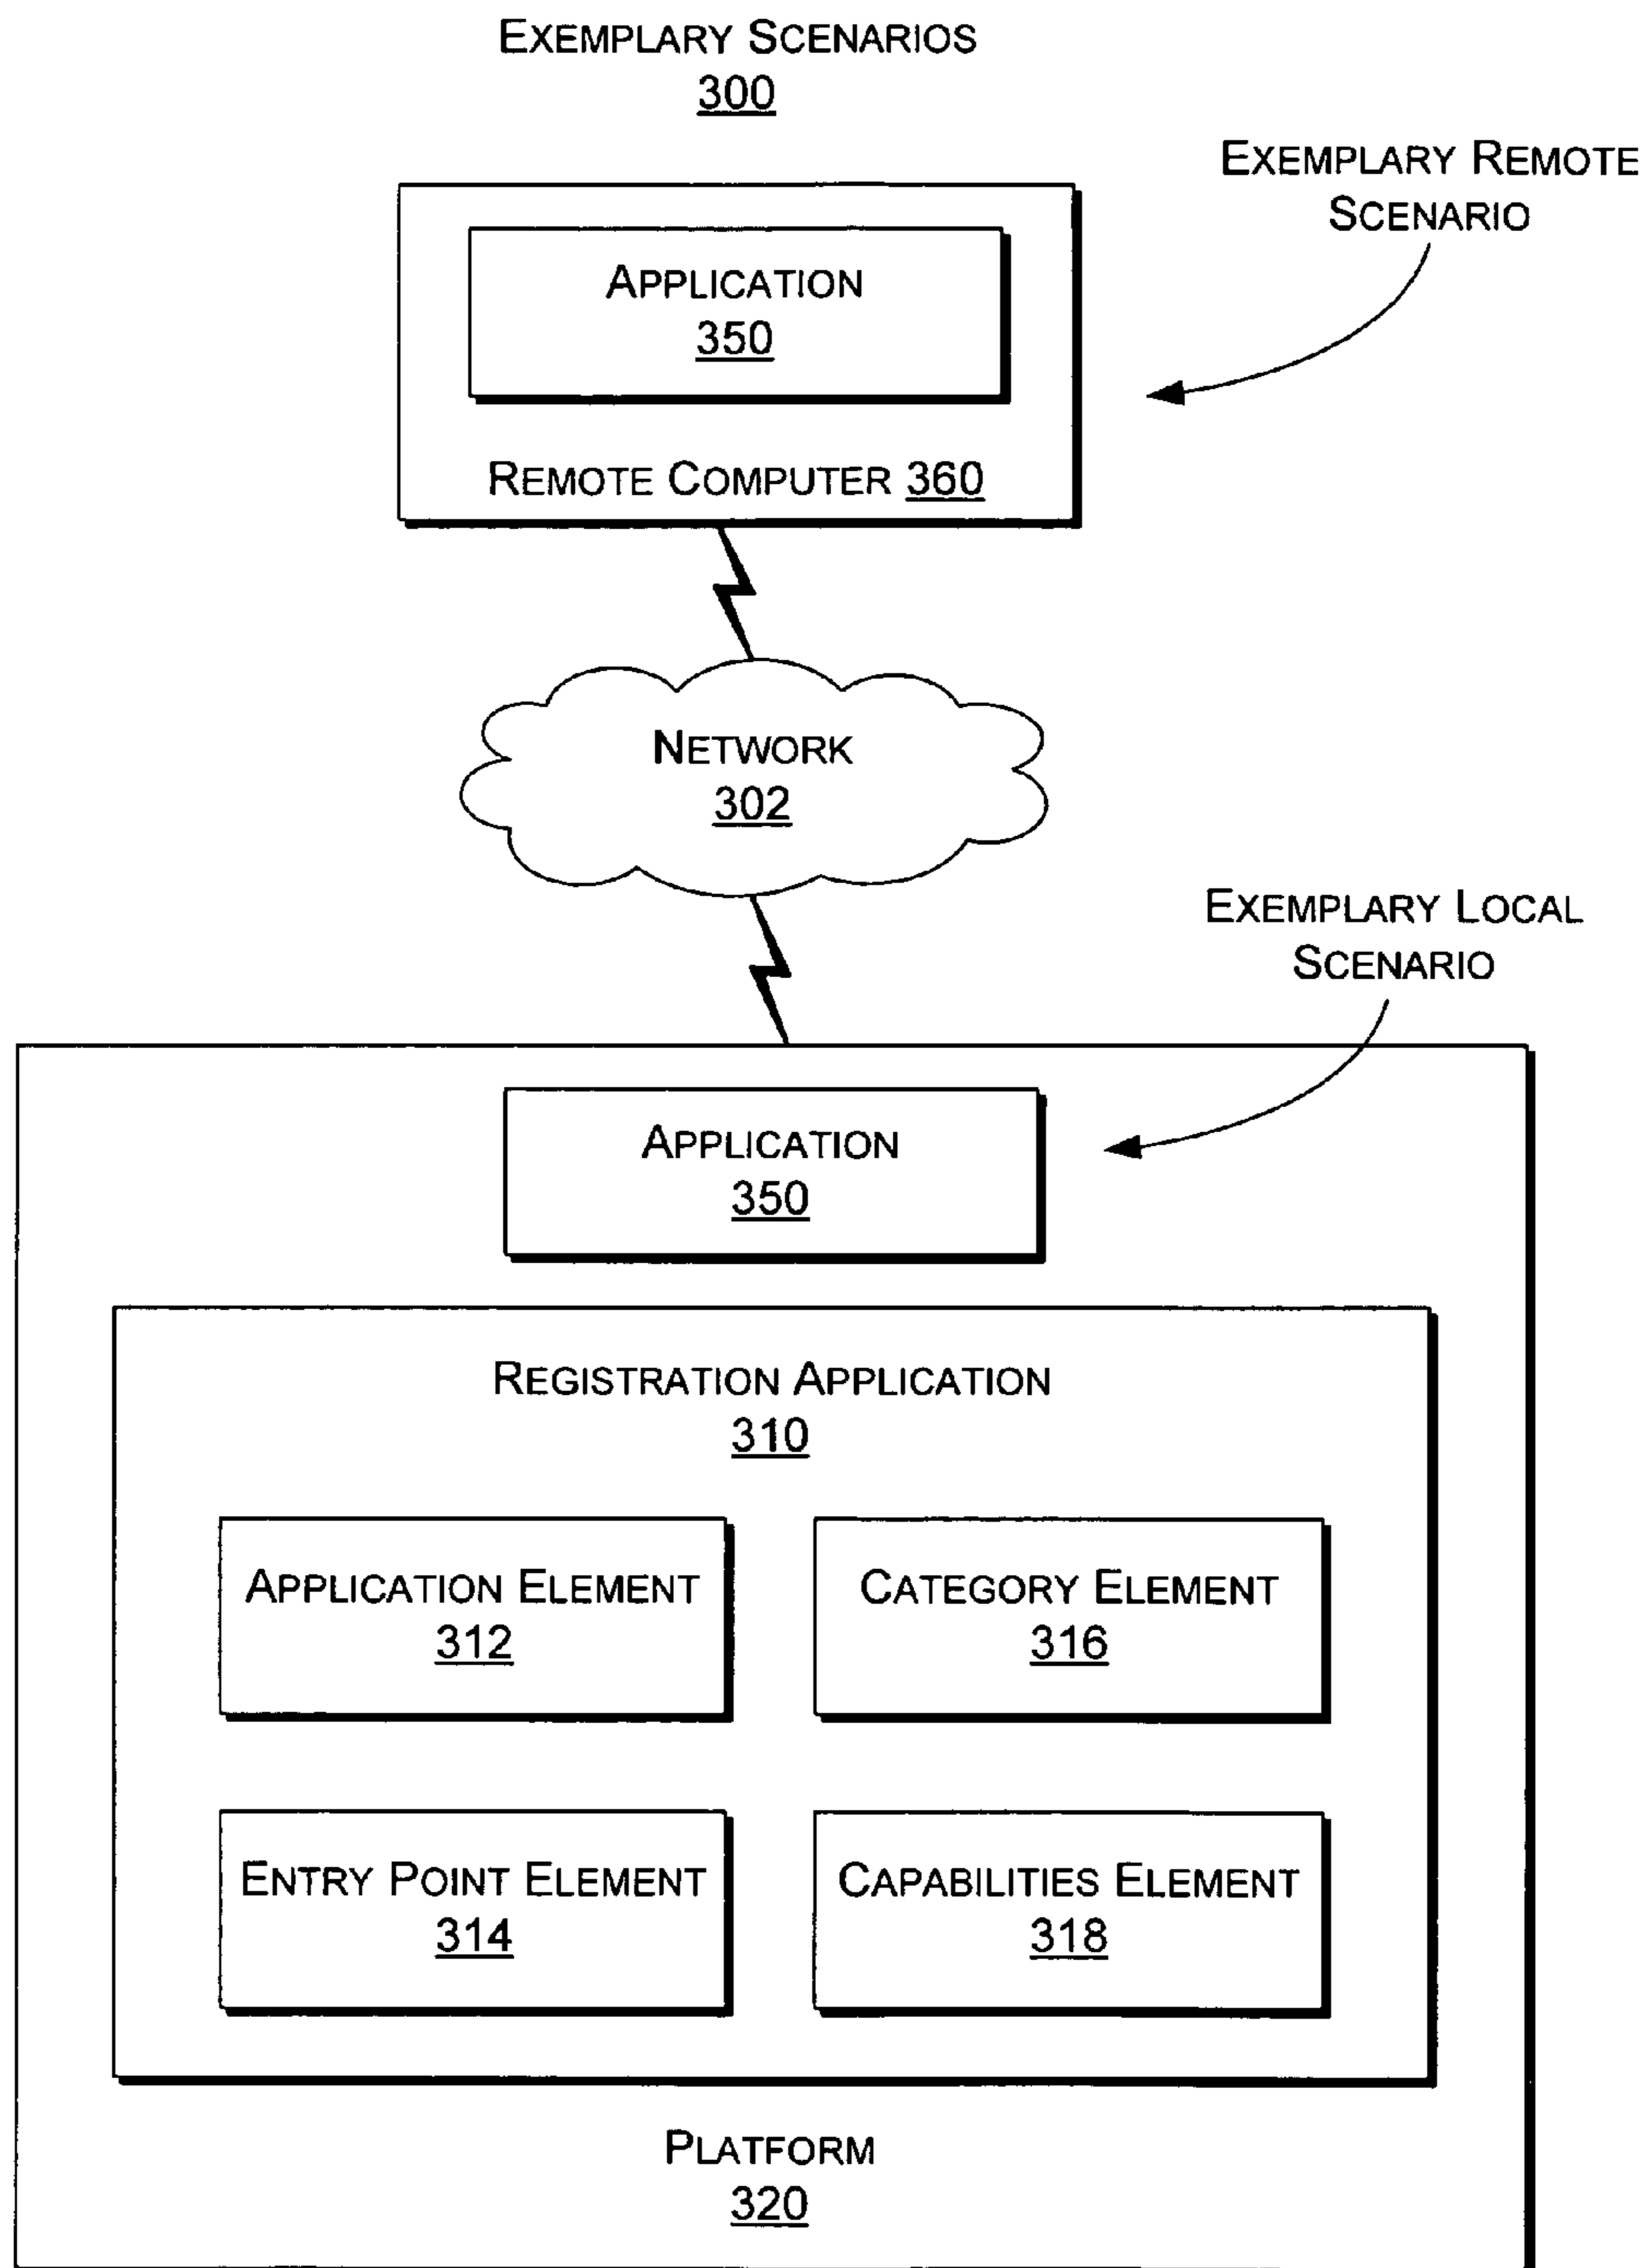 EXEMPLARY SCENARIOS
300
EXEMPLARY REMOTE
SCENARIO
APPLICATION
350
REMOTE COMPUTER 360
NETWORK
302
EXEMPLARY LOCAL
SCENARIO
APPLICATION
350
REGISTRATION APPLICATION
310
APPLICATION ELEMENT
312
CATEGORY ELEMENT
316
ENTRY POINT ELEMENT
314
CAPABILITIES ELEMENT
318
PLATFORM
320